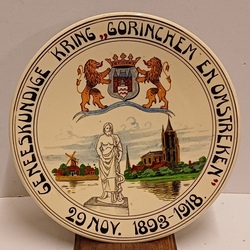 GENEESKUNDIGE KRING „GORINCHEM EN OMSTREKEN”
29 NOV. 1893-1918